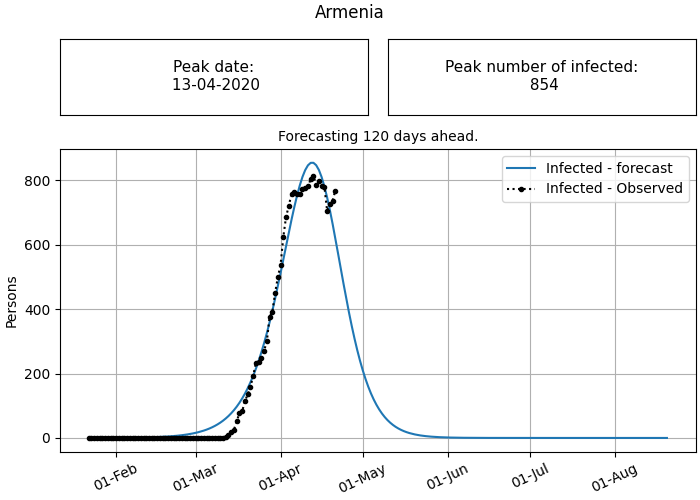 Armenia
Peak date:
13-04-2020
Peak number of infected:
854
Forecasting 120 days ahead.
Infected - forecast
Infected - Observed
800
600
400
200
0
Persons
01-Feb
01-Mar
01-Apr
01-May
01-Jun
01-Jul
01-Aug